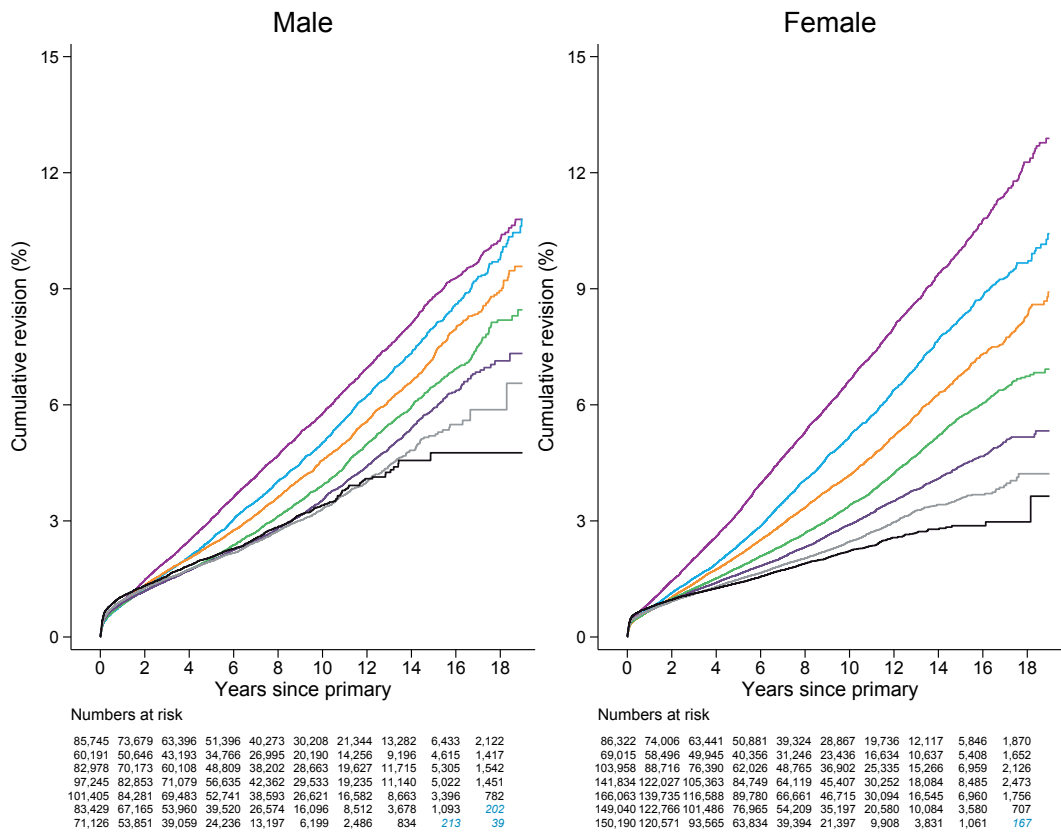 Male
Female
15
12
9
6
3
0
Cumulative revision (%)
0 2 4 6 8 10 12 14 16 18
Years since primary
15
12
9
6
3
0
Cumulative revision (%)
0 2 4 6 8 10 12 14 16 18
Years since primary
Numbers at risk
85,745 73,679 63,396 51,396 40,273 30,208 21,344 13,282 6,433 2,122
60,191 50,646 43,193 34,766 26,995 20,190 14,256 9,196 4,615 1,417
82,978 70,173 60,108 48,809 38,202 28,663 19,627 11,715 5,305 1,542
97,245 82,853 71,079 56,635 42,362 29,533 19,235 11,140 5,022 1,451
101,405 84,281 69,483 52,741 38,593 26,621 16,582 8,663 3,396 782
83,429 67,165 53,960 39,520 26,574 16,096 8,512 3,678 1,093 202
71,126 53,851 39,059 24,236 13,197 6,199 2,486 834 213 39
Numbers at risk
86,322 74,006 63,441 50,881 39,324 28,867 19,736 12,117 5,846 1,870
69,015 58,496 49,945 40,356 31,246 23,436 16,634 10,637 5,408 1,652
103,958 88,716 76,390 62,026 48,765 36,902 25,335 15,266 6,959 2,126
141,834 122,027 105,363 84,749 64,119 45,407 30,252 18,064 8,485 2,473
166,063 139,735 116,588 89,780 66,661 46,715 30,094 16,545 6,960 1,756
149,040 122,766 101,486 76,965 54,209 35,197 20,580 10,084 3,580 707
150,190 120,571 93,565 63,834 39,394 21,397 9,908 3,831 1,061 167